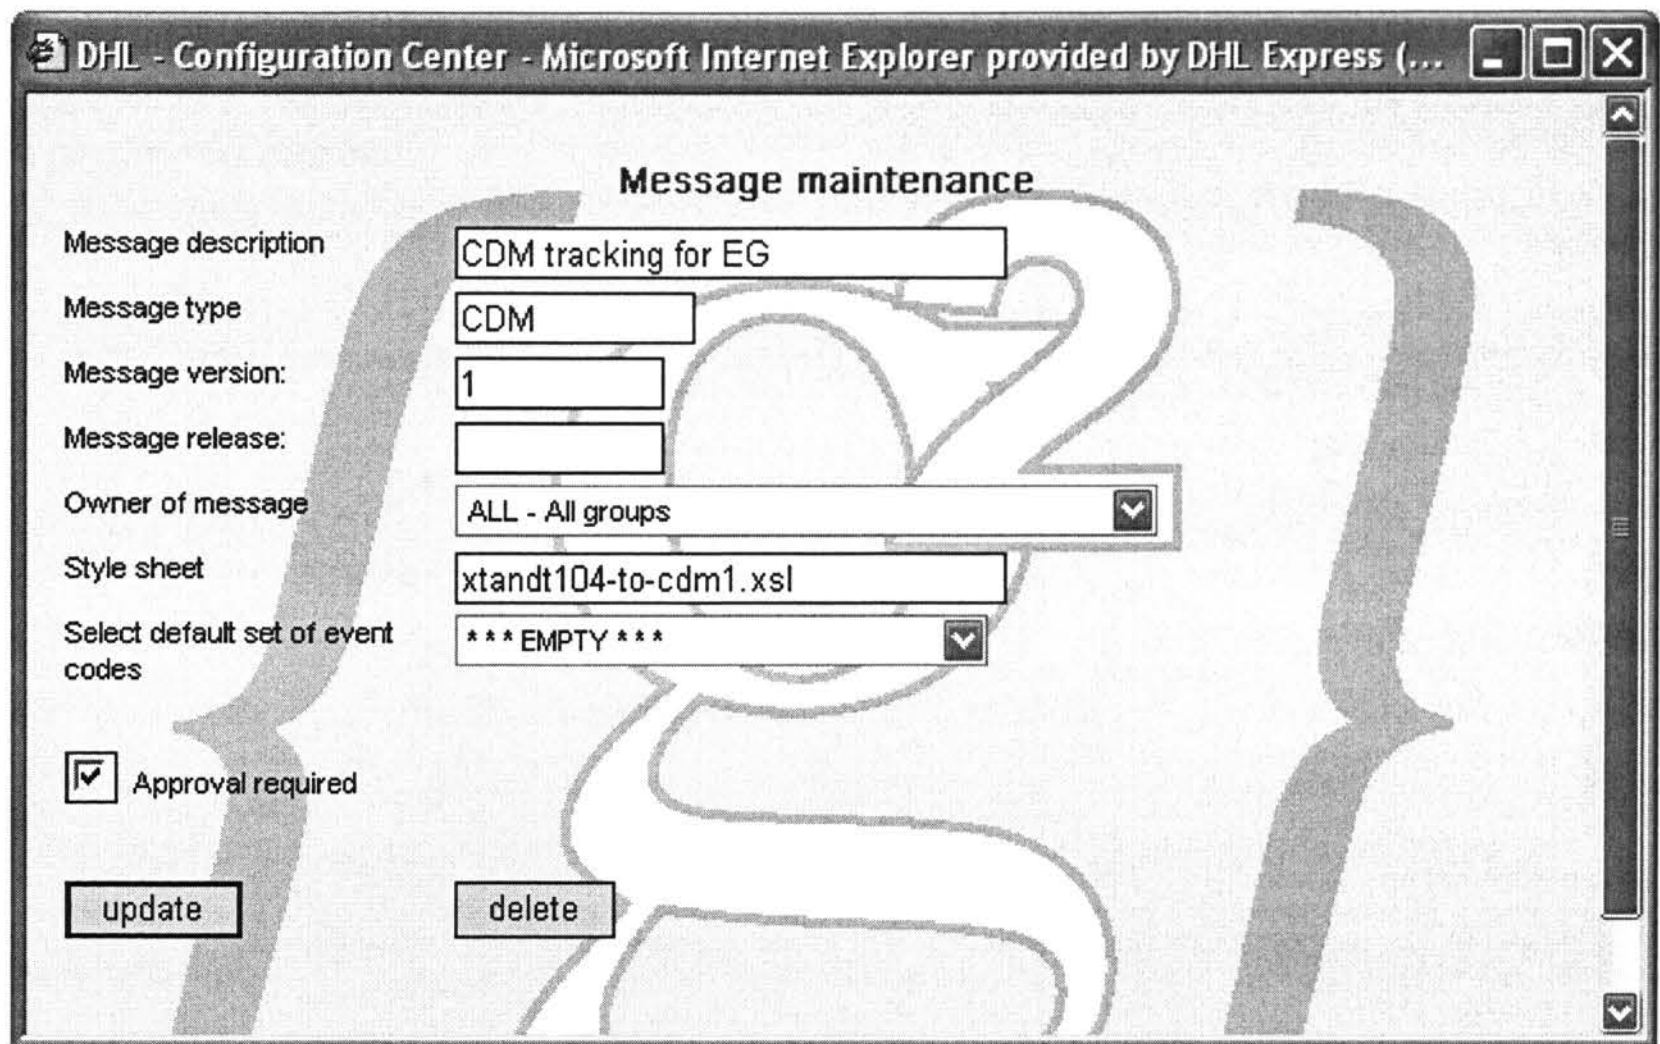 DHL - Configuration Center - Microsoft Internet Explorer provided by DHL Express (...
Message maintenance
Message description
CDM tracking for EG
Message type
CDM
Message version:
1
Message release:
Owner of message
ALL - All groups
Style sheet
xtandt104-to-cdm1.xsl
Select default set of event
codes
* * * EMPTY * * *
Approval required
update
delete